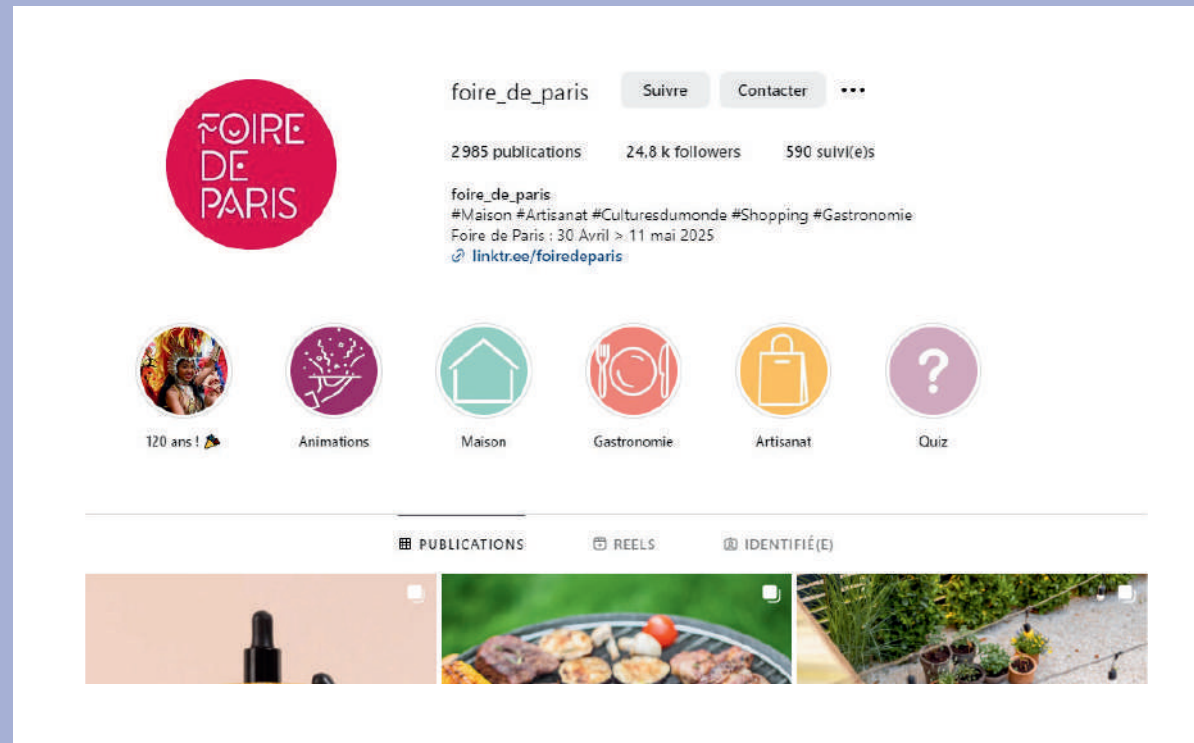 FOIRE
DE
PARIS
foire_de_paris Suivre Contacter •••
2 985 publications 24,8 k followers 590 suivi(e)s
foire_de_paris
#Maison #Artisanat #Culturesdumonde #Shopping #Gastronomie
Foire de Paris : 30 Avril > 11 mai 2025
linktr.ee/foiredeparis
120 ans ! 🎉 Animations Maison Gastronomie Artisanat Quiz
?
PUBLICATIONS REELS IDENTIFIÉ(E)